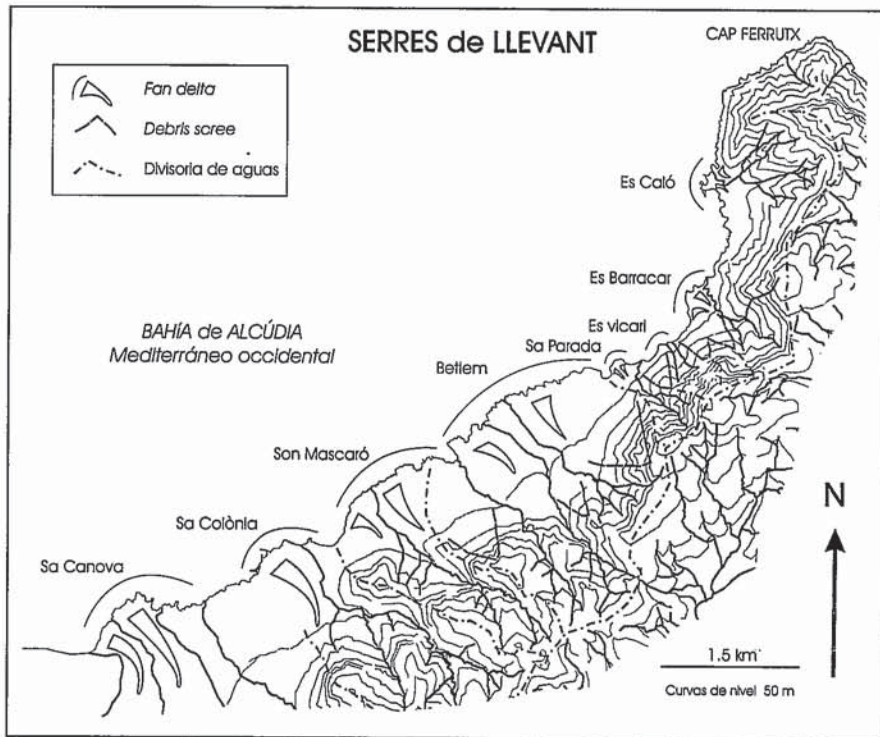 SERRES de LLEVANT
CAP FERRUTX
Fan delta
Debris scree
Divisoria de aguas
Es Caló
Es Barracar
BAHÍA de ALCÚDIA
Mediterráneo occidental
Es vicari
Sa Parada
Betlem
Son Mascaró
Sa Colònia
Sa Canova
N
1.5 km
Curvas de nivel 50 m